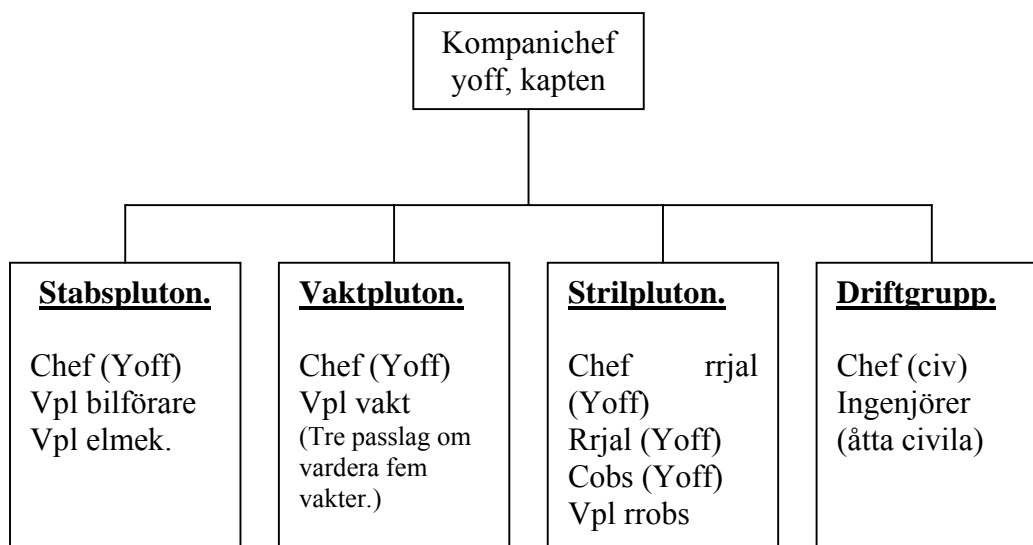 Kompanichef
yoff, kapten
Stabspluton.
Chef (Yoff)
Vpl bilförare
Vpl elmek.
Vaktpluton.
Chef (Yoff)
Vpl vakt
(Tre passlag om
vardera fem
vakter.)
Strilpluton.
Chef rrjal
(Yoff)
Rrjal (Yoff)
Cobs (Yoff)
Vpl rrobs
Driftgrupp.
Chef (civ)
Ingenjörer
(åtta civila)